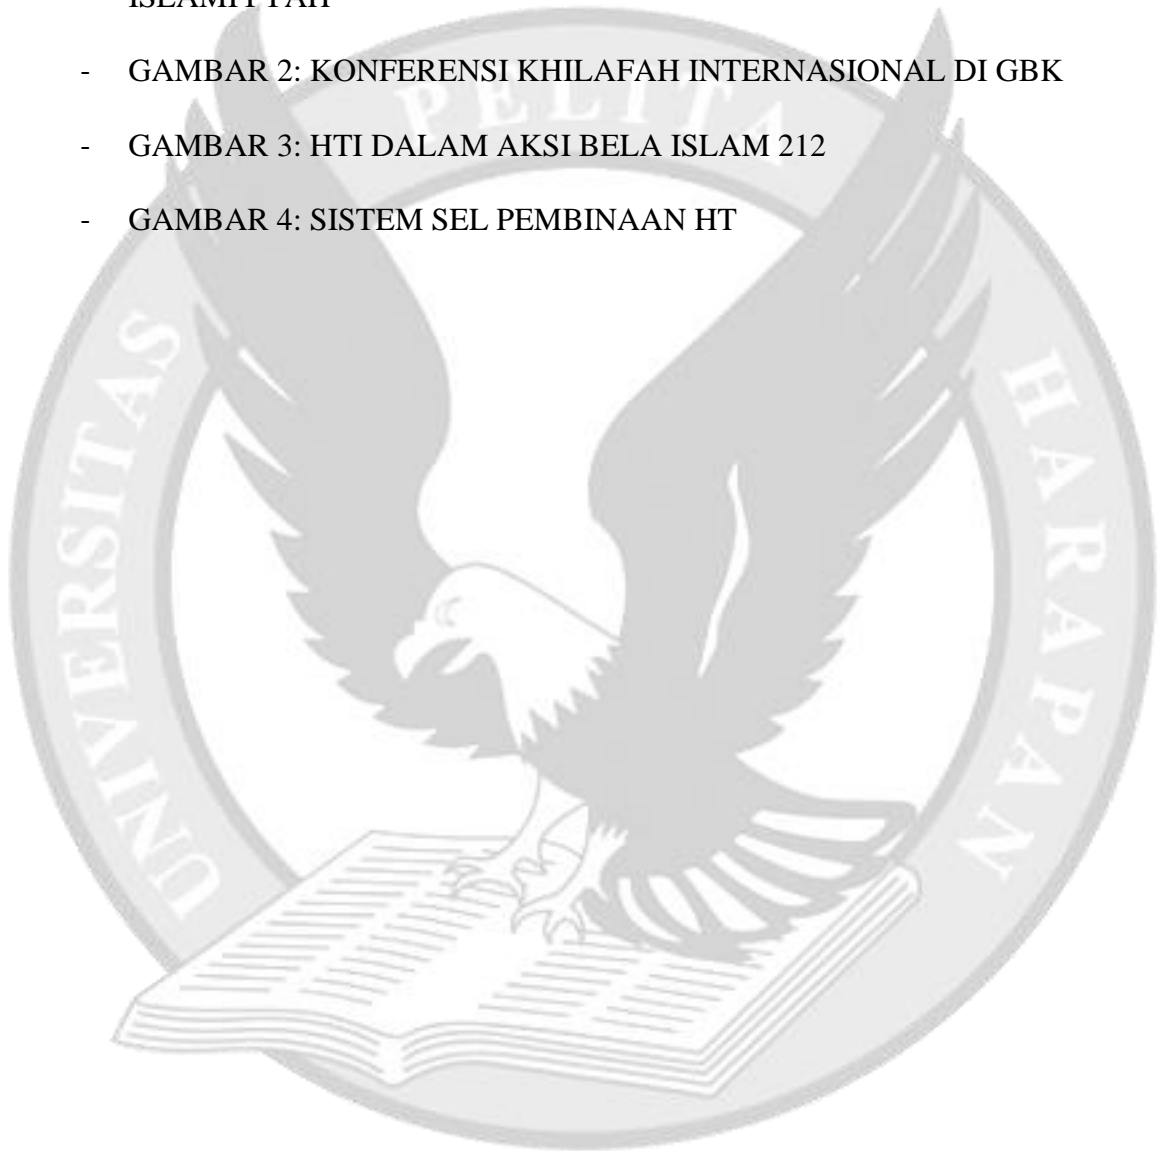 - GAMBAR 2: KONFERENSI KHILAFAH INTERNASIONAL DI GBK
- GAMBAR 3: HTI DALAM AKSI BELA ISLAM 212
- GAMBAR 4: SISTEM SEL PEMBINAAN HT
UNIVERSITAS PELITA HARAPAN